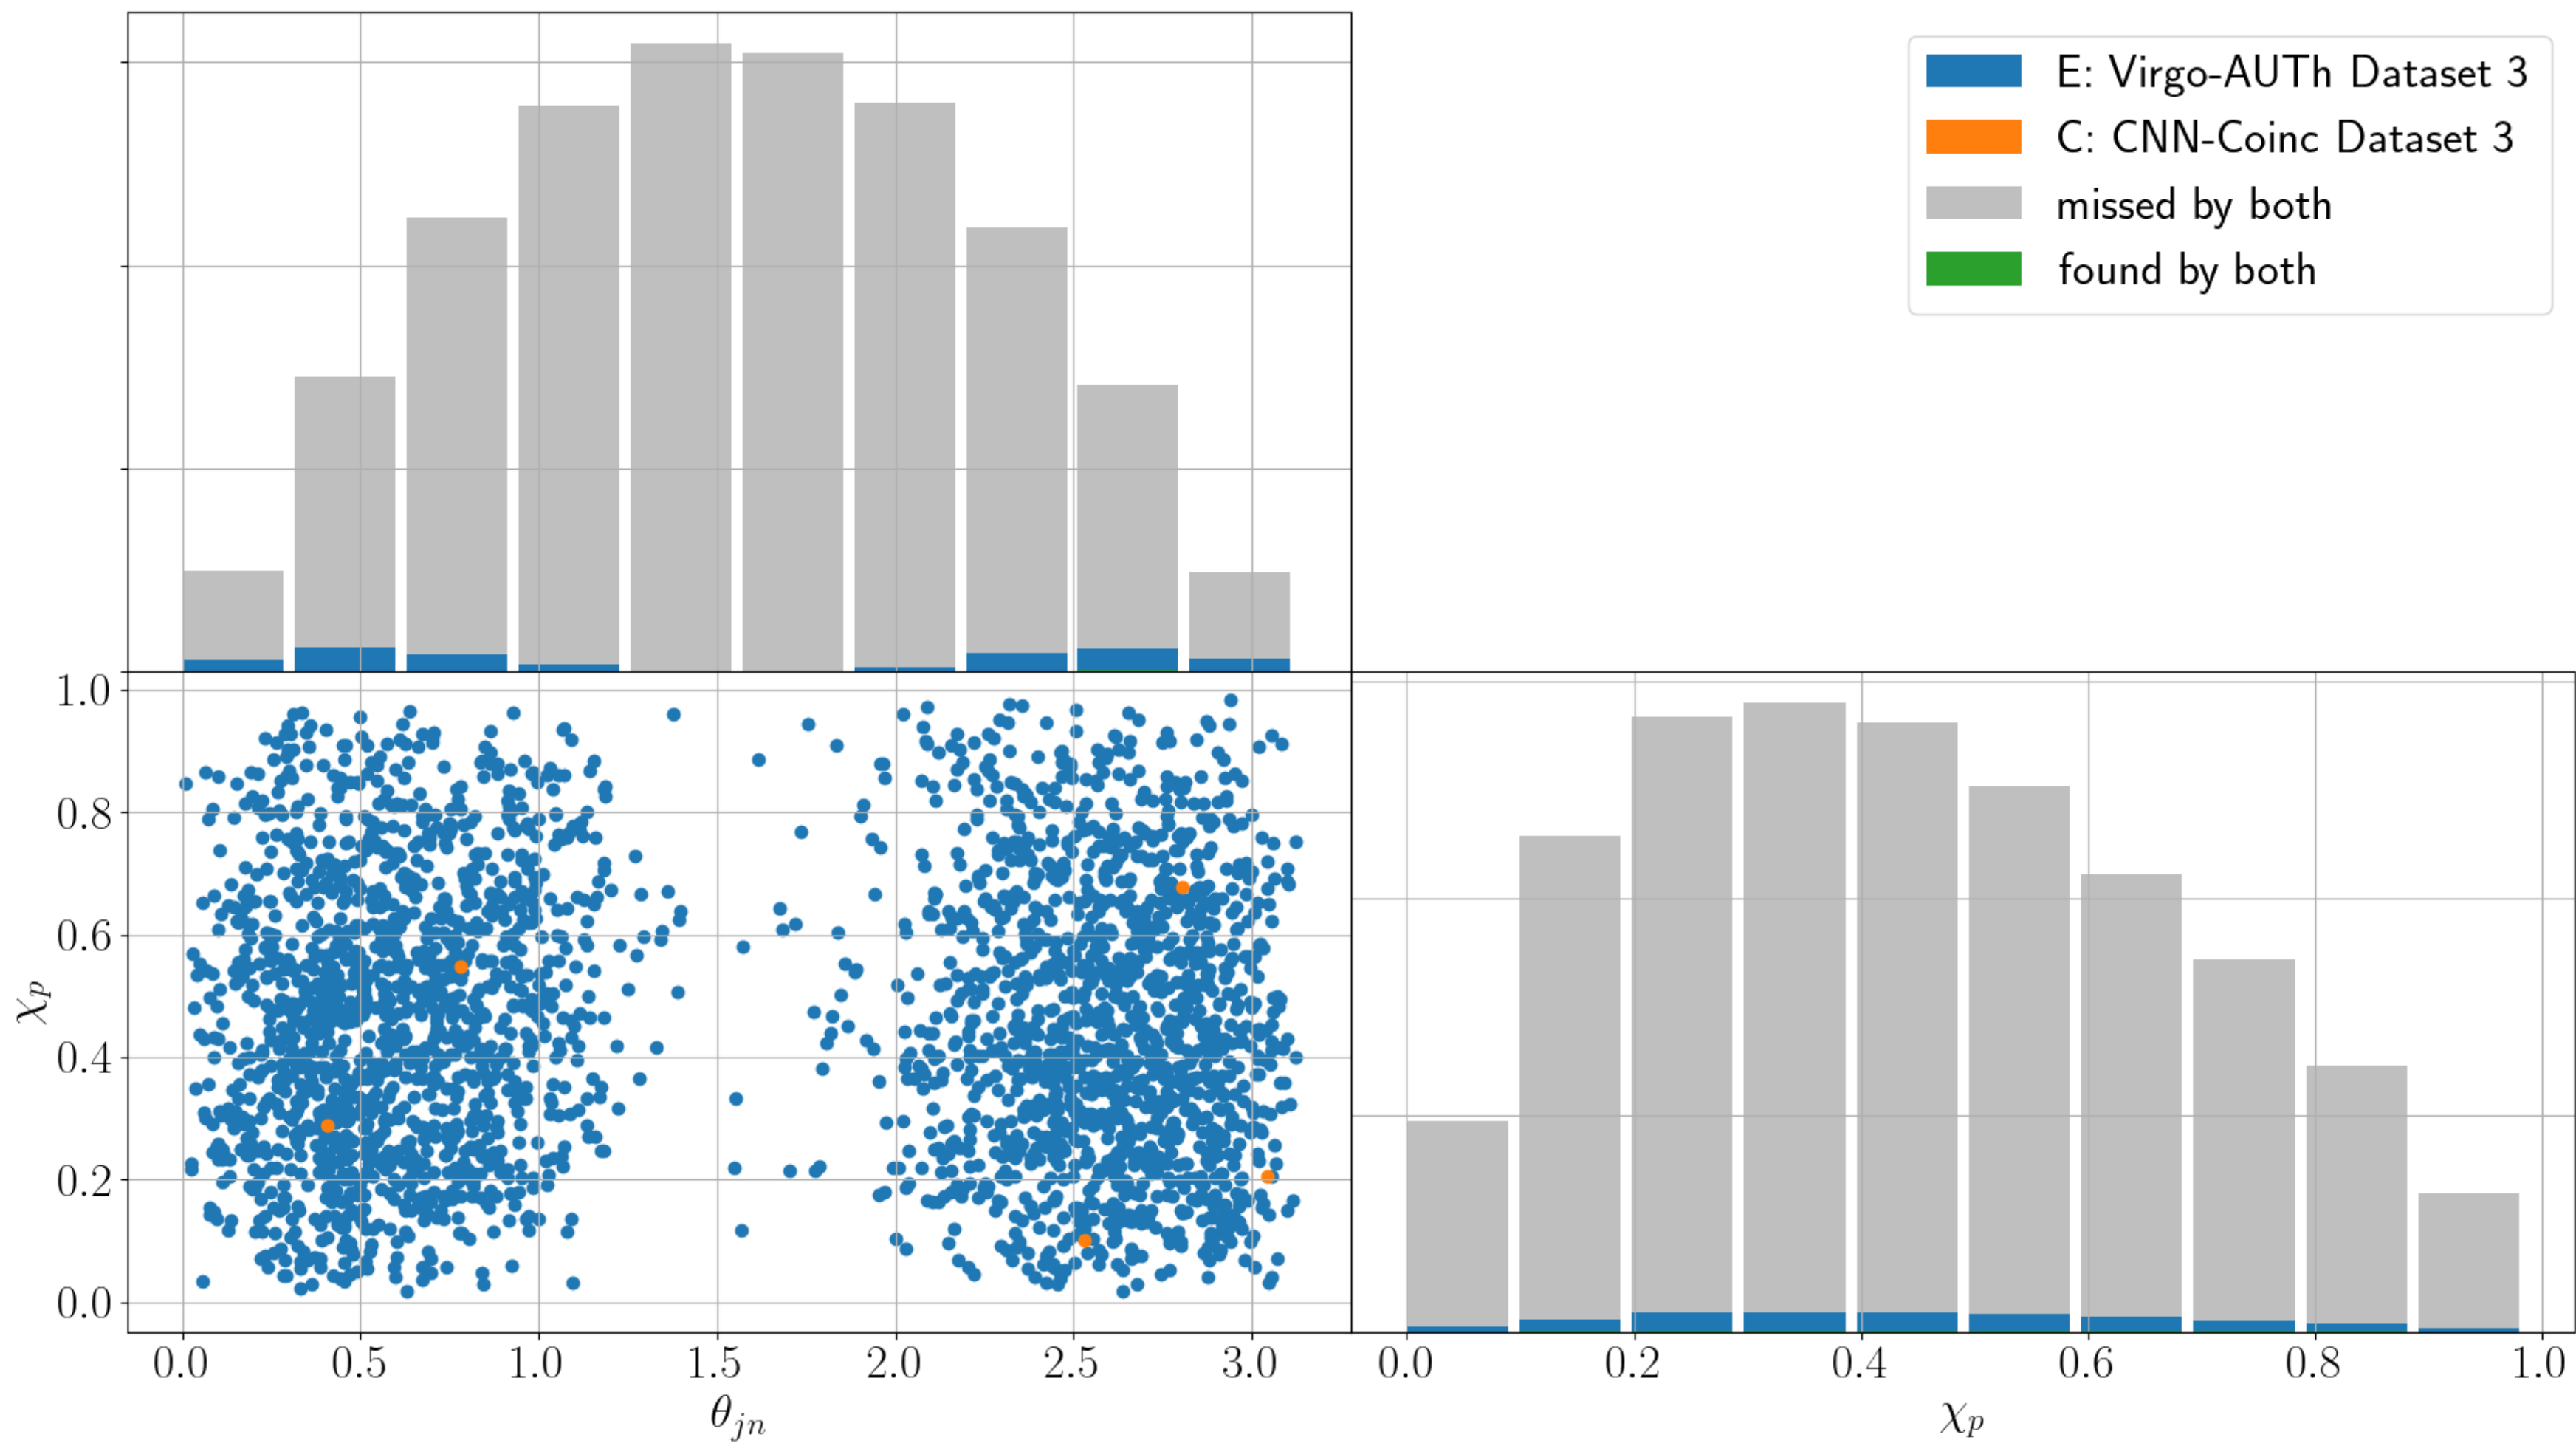 E: Virgo-AUTh Dataset 3
C: CNN-Coinc Dataset 3
missed by both
found by both
1.0
0.8
0.6
0.4
0.2
0.0
χp
0.0 0.5 1.0 1.5 2.0 2.5 3.0
θjn
0.0 0.2 0.4 0.6 0.8 1.0
χp